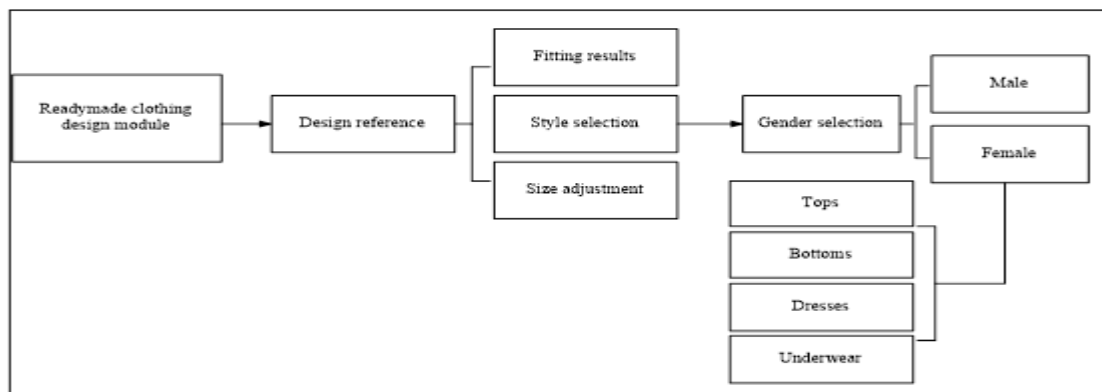 Readymade clothing
design module
Design reference
Fitting results
Style selection
Size adjustment
Gender selection
Male
Female
Tops
Bottoms
Dresses
Underwear